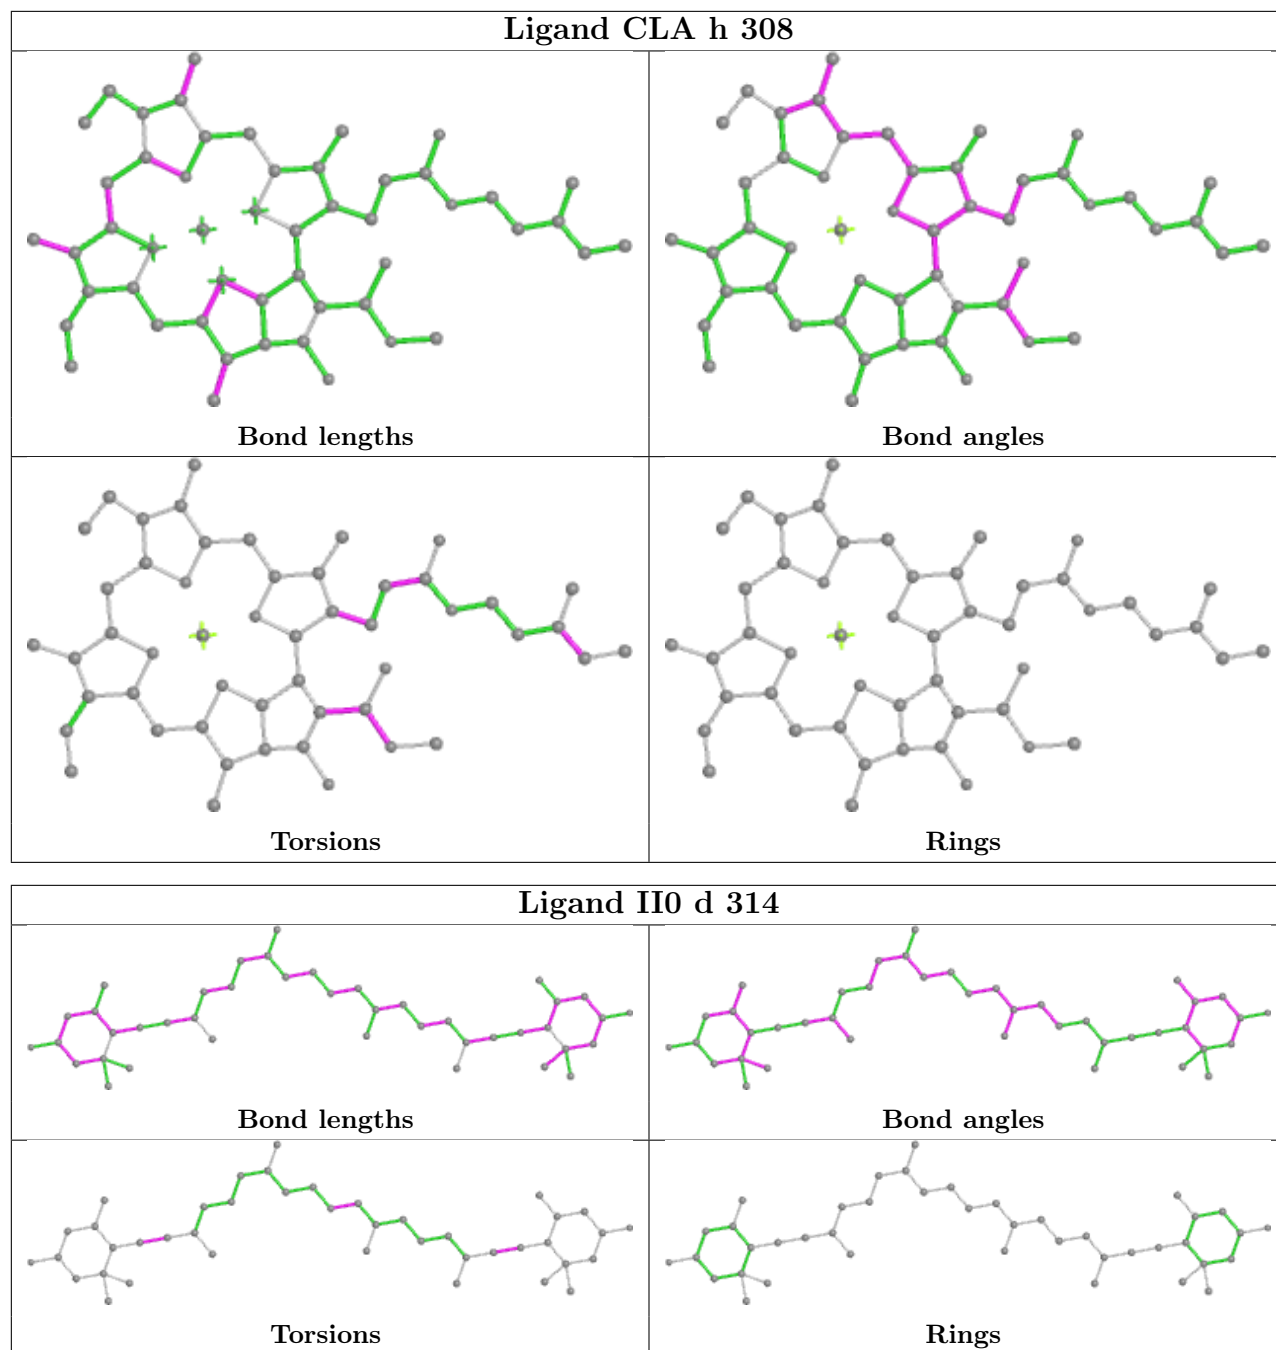 Ligand CLA h 308
Bond lengths
Bond angles
Torsions
Rings
Ligand II0 d 314
Bond lengths
Bond angles
Torsions
Rings